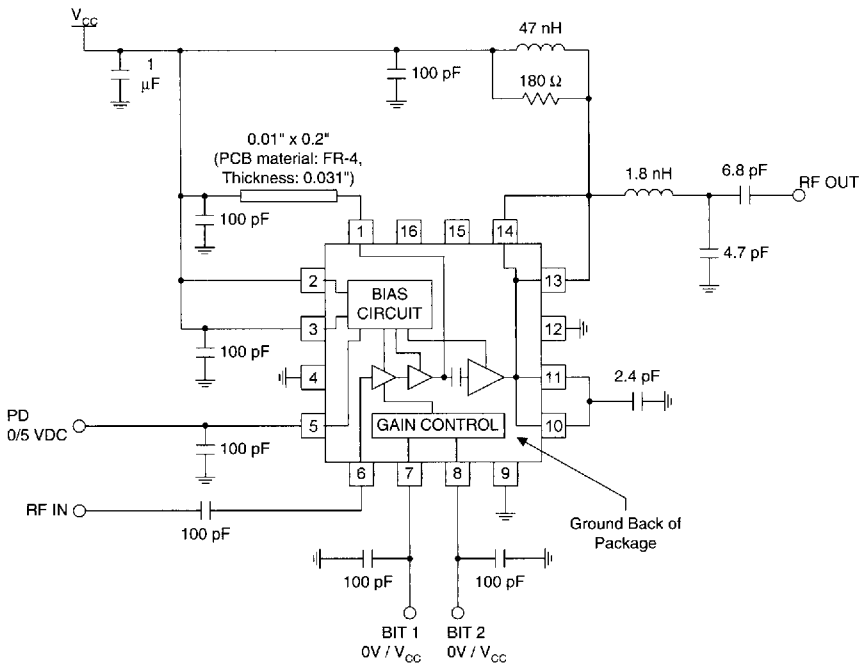 V_CC
47 nH
1
µF
100 pF
180 Ω
0.01" x 0.2"
(PCB material: FR-4,
Thickness: 0.031")
1.8 nH
6.8 pF
RF OUT
100 pF
4.7 pF
1
16
15
14
2
BIAS
CIRCUIT
13
3
12
100 pF
4
11
2.4 pF
PD
0/5 VDC
5
GAIN CONTROL
10
100 pF
6
7
8
9
RF IN
100 pF
Ground Back of
Package
100 pF
100 pF
BIT 1
0V / V_CC
BIT 2
0V / V_CC